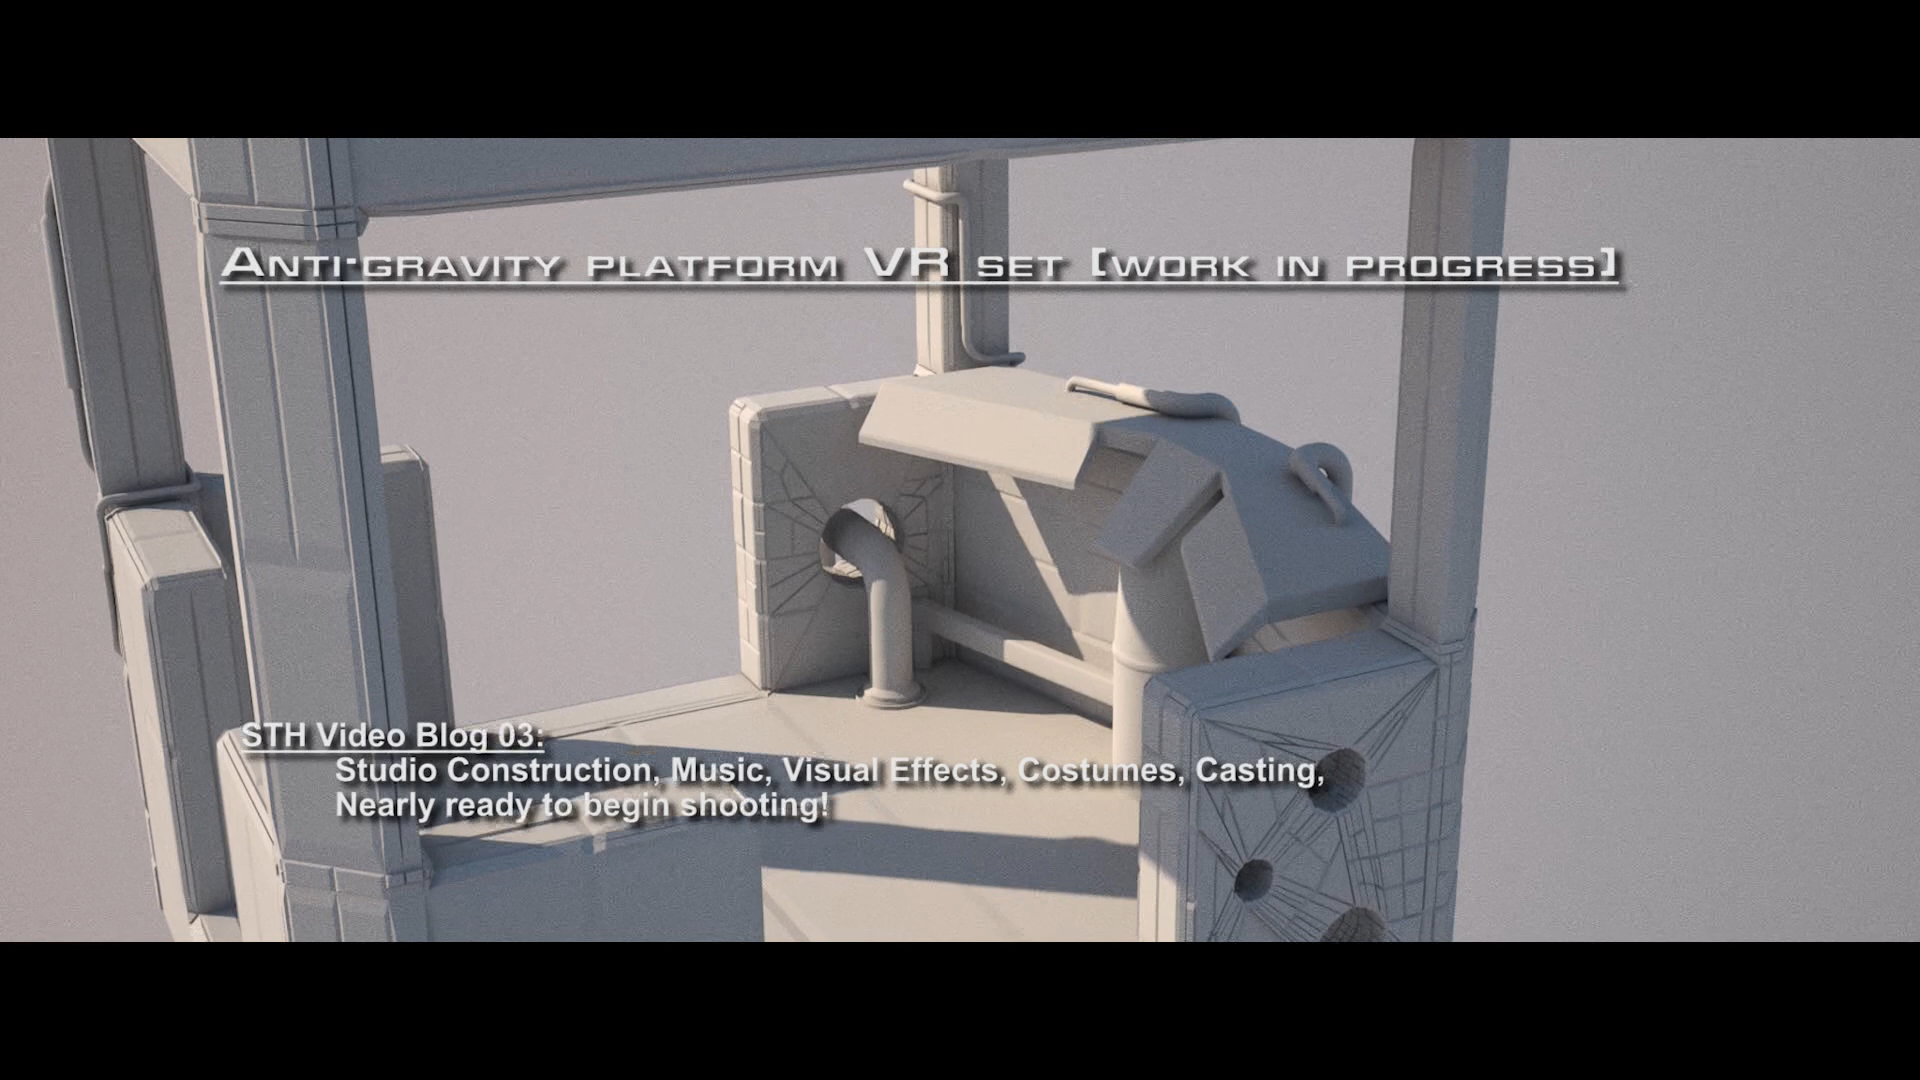 Anti-gravity platform VR set [work in progress]
STH Video Blog 03:
Studio Construction, Music, Visual Effects, Costumes, Casting,
Nearly ready to begin shooting!